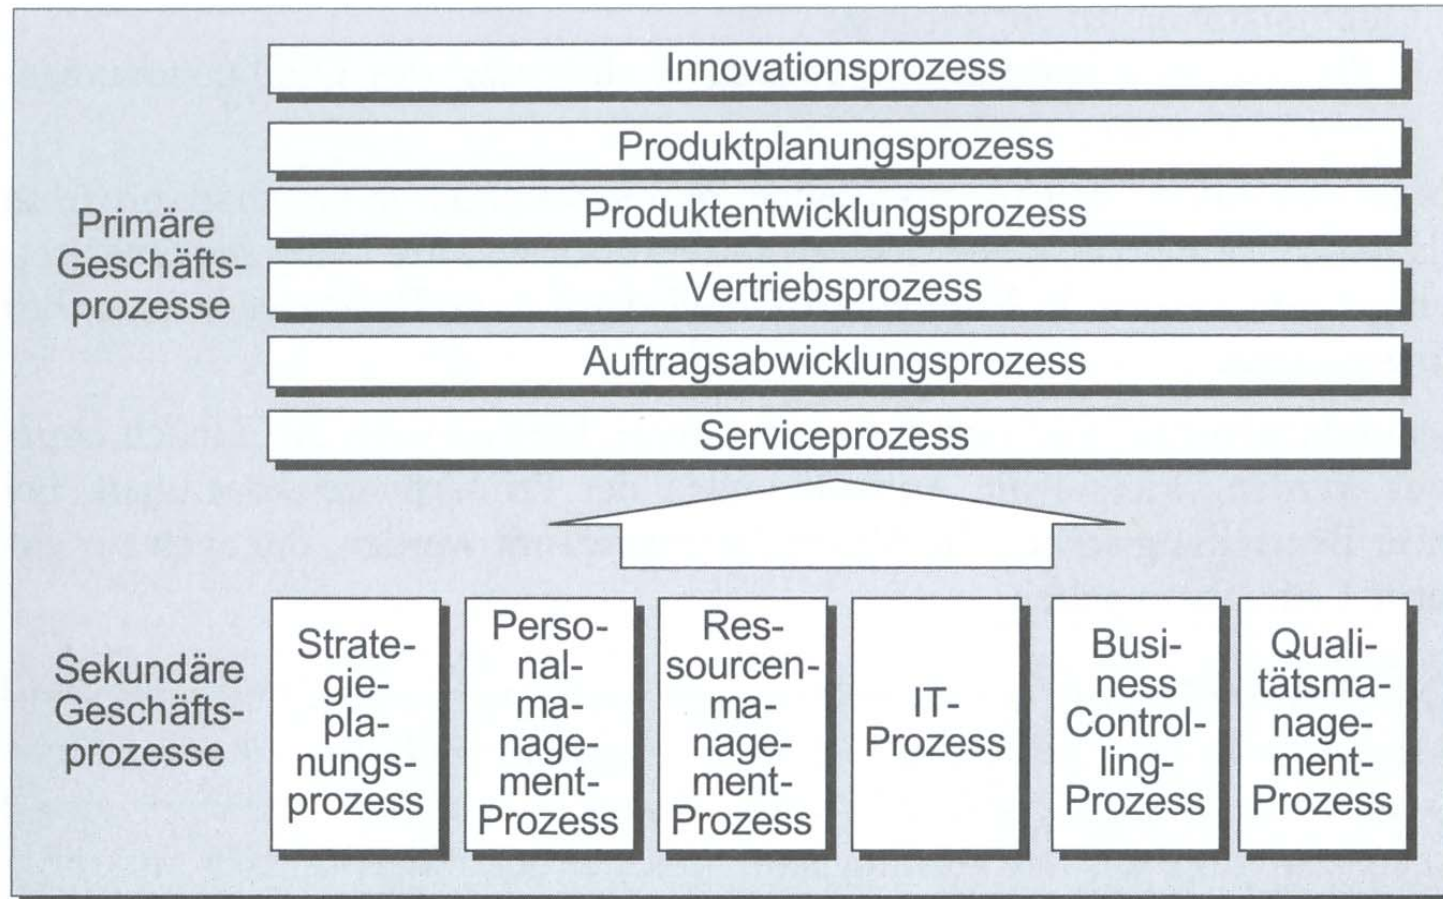 Innovationsprozess
Produktplanungsprozess
Primäre
Geschäfts-
prozesse
Produktentwicklungsprozess
Vertriebsprozess
Auftragsabwicklungsprozess
Serviceprozess
Sekundäre
Geschäfts-
prozesse
Strate-
gie-
pla-
nungs-
prozess
Perso-
nal-
ma-
nage-
ment-
Prozess
Res-
sourcen-
ma-
nage-
ment-
Prozess
IT-
Prozess
Busi-
ness
Control-
ling-
Prozess
Quali-
tätsma-
nage-
ment-
Prozess